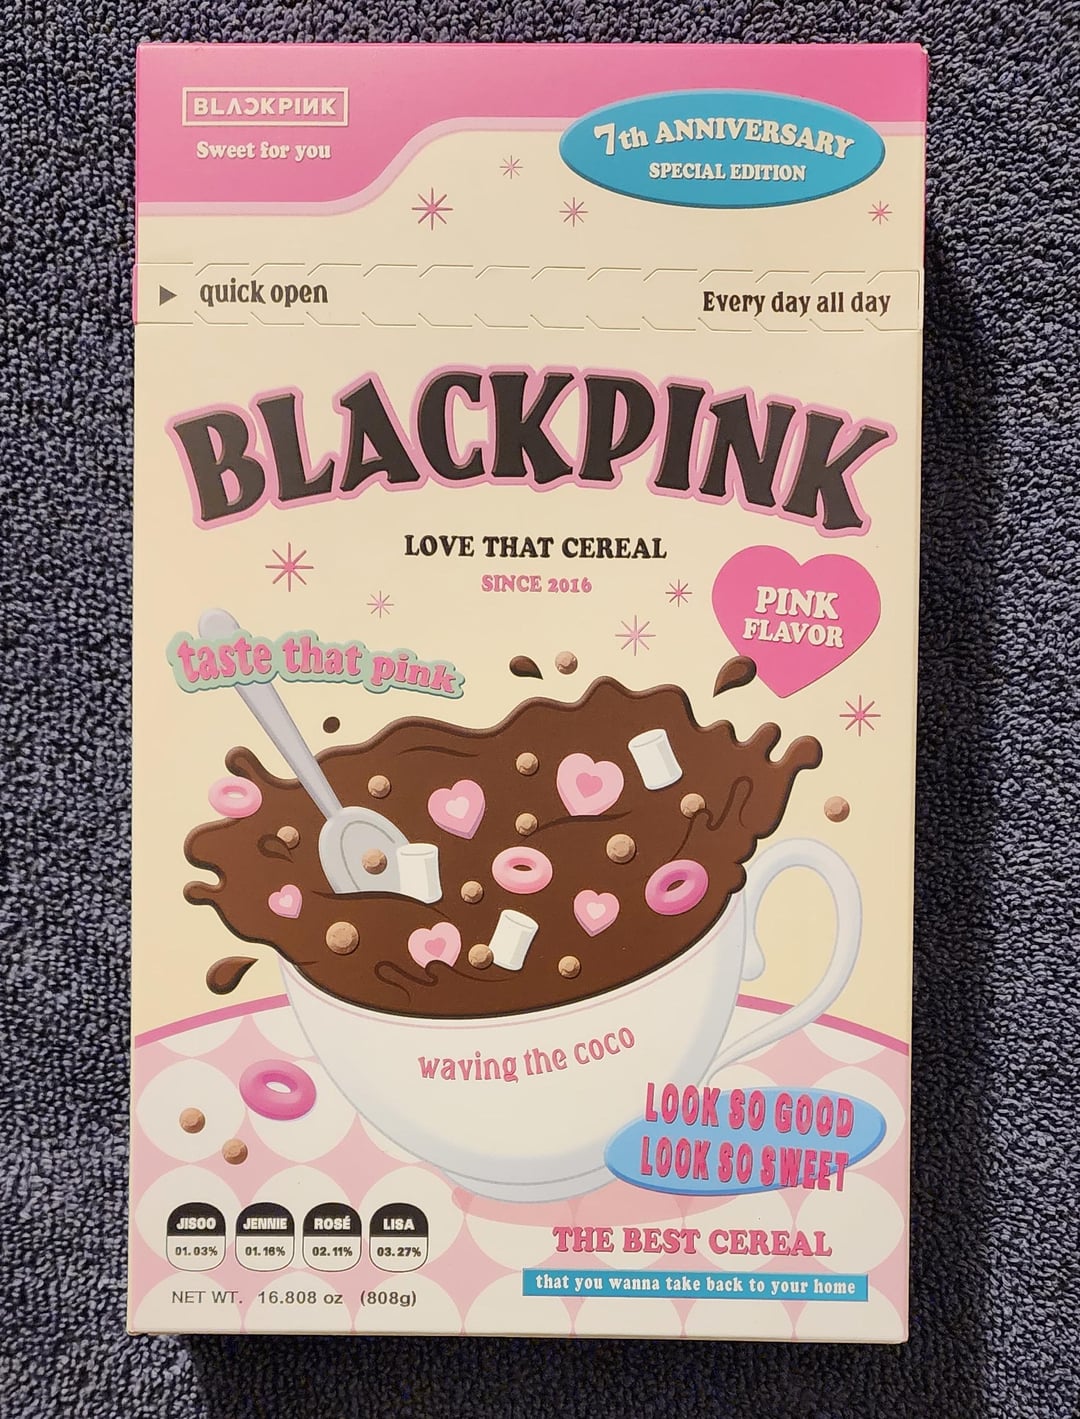 BLACKPINK
Sweet for you
7th ANNIVERSARY
SPECIAL EDITION
quick open
Every day all day
BLACKPINK
LOVE THAT CEREAL
SINCE 2016
PINK
FLAVOR
taste that pink
waving the coco
LOOK SO GOOD
LOOK SO SWEET
JISOO JENNIE ROSÉ LISA
01.03% 01.16% 02.11% 03.27%
NET WT. 16.808 oz (808g)
THE BEST CEREAL
that you wanna take back to your home